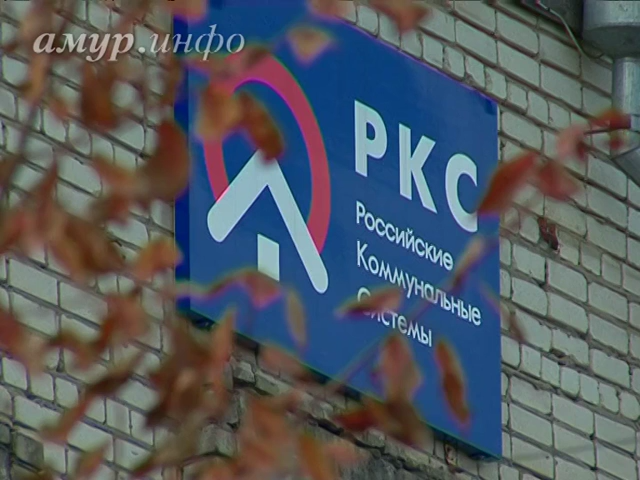 амур.инфо
РКС
Российские
Коммунальные
Системы